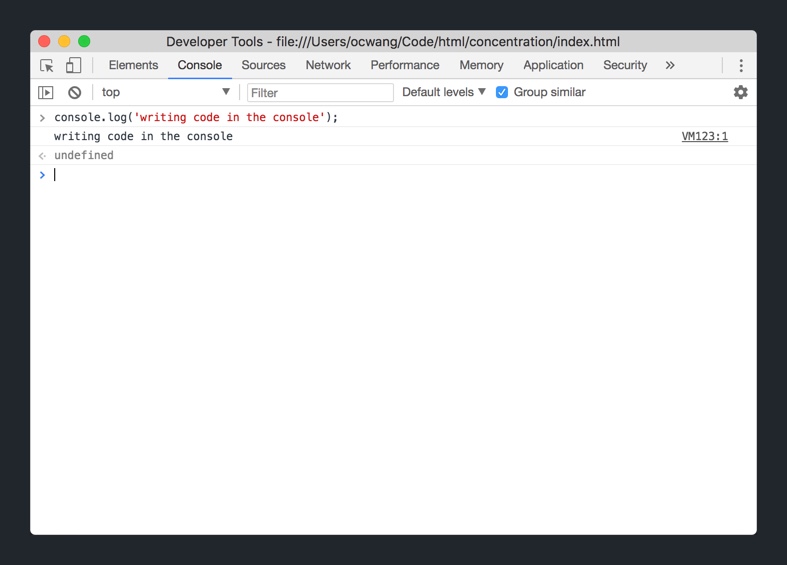 Developer Tools - file:///Users/ocwang/Code/html/concentration/index.html
Elements Console Sources Network Performance Memory Application Security »
top ▼ Filter Default levels ▼ Group similar
> console.log('writing code in the console');
writing code in the console VM123:1
undefined
>